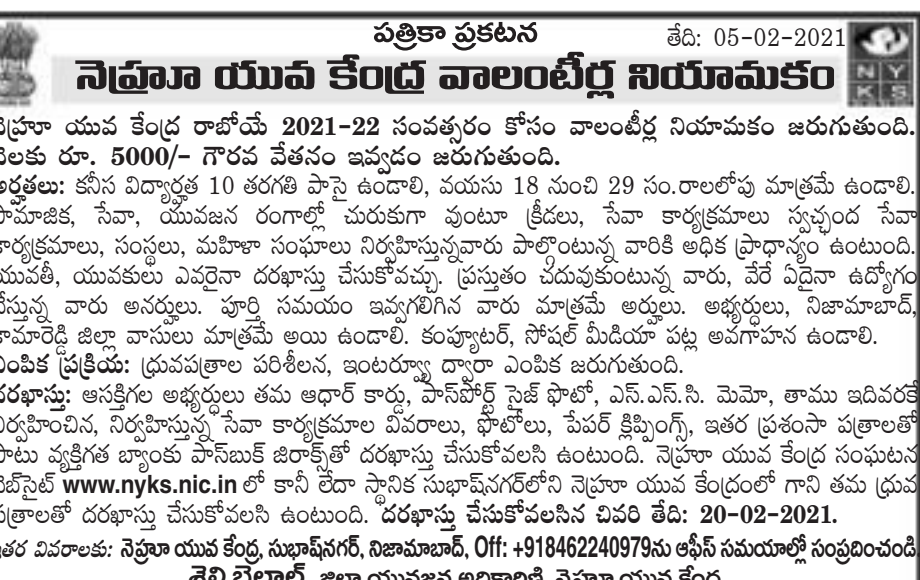 పత్రికా ప్రకటన
తేది: 05-02-2021
నెహ్రూ యువ కేంద్ర వాలంటీర్ల నియామకం
N Y
K S
నెహ్రూ యువ కేంద్ర రాబోయే 2021-22 సంవత్సరం కోసం వాలంటీర్ల నియామకం జరుగుతుంది.
నెలకు రూ. 5000/- గౌరవ వేతనం ఇవ్వడం జరుగుతుంది.
అర్హతలు: కనీస విద్యార్హత 10 తరగతి పాసై ఉండాలి, వయసు 18 నుంచి 29 సం.రాలలోపు మాత్రమే ఉండాలి.
సామాజిక, సేవా, యువజన రంగాల్లో చురుకుగా వుంటూ క్రీడలు, సేవా కార్యక్రమాలు స్వచ్ఛంద సేవా
కార్యక్రమాలు, సంస్థలు, మహిళా సంఘాలు నిర్వహిస్తున్నవారు పాల్గొంటున్న వారికి అధిక ప్రాధాన్యం ఉంటుంది.
యువతీ, యువకులు ఎవరైనా దరఖాస్తు చేసుకోవచ్చు. ప్రస్తుతం చదువుకుంటున్న వారు, వేరే ఏదైనా ఉద్యోగం
చేస్తున్న వారు అనర్హులు. పూర్తి సమయం ఇవ్వగలిగిన వారు మాత్రమే అర్హులు. అభ్యర్థులు, నిజామాబాద్,
కామారెడ్డి జిల్లా వాసులు మాత్రమే అయి ఉండాలి. కంప్యూటర్, సోషల్ మీడియా పట్ల అవగాహన ఉండాలి.
ఎంపిక ప్రక్రియ: ధ్రువపత్రాల పరిశీలన, ఇంటర్వ్యూ ద్వారా ఎంపిక జరుగుతుంది.
దరఖాస్తు: ఆసక్తిగల అభ్యర్థులు తమ ఆధార్ కార్డు, పాస్‌పోర్ట్ సైజ్ ఫొటో, ఎస్.ఎస్.సి. మెమో, తాము ఇదివరకే
నిర్వహించిన, నిర్వహిస్తున్న సేవా కార్యక్రమాల వివరాలు, ఫొటోలు, పేపర్ క్లిప్పింగ్స్, ఇతర ప్రశంసా పత్రాలతో
పాటు వ్యక్తిగత బ్యాంకు పాస్‌బుక్ జిరాక్స్‌తో దరఖాస్తు చేసుకోవలసి ఉంటుంది. నెహ్రూ యువ కేంద్ర సంఘటన
వెబ్‌సైట్ www.nyks.nic.in లో కానీ లేదా స్థానిక సుభాష్‌నగర్‌లోని నెహ్రూ యువ కేంద్రంలో గాని తమ ధ్రువ
పత్రాలతో దరఖాస్తు చేసుకోవలసి ఉంటుంది. దరఖాస్తు చేసుకోవలసిన చివరి తేది: 20-02-2021.
ఇతర వివరాలకు: నెహ్రూ యువ కేంద్ర, సుభాష్‌నగర్, నిజామాబాద్, Off: +918462240979ను ఆఫీస్ సమయాల్లో సంప్రదించండి
శైలి బెల్లాల్, జిల్లా యువజన అధికారిణి, నెహ్రూ యువ కేంద్ర